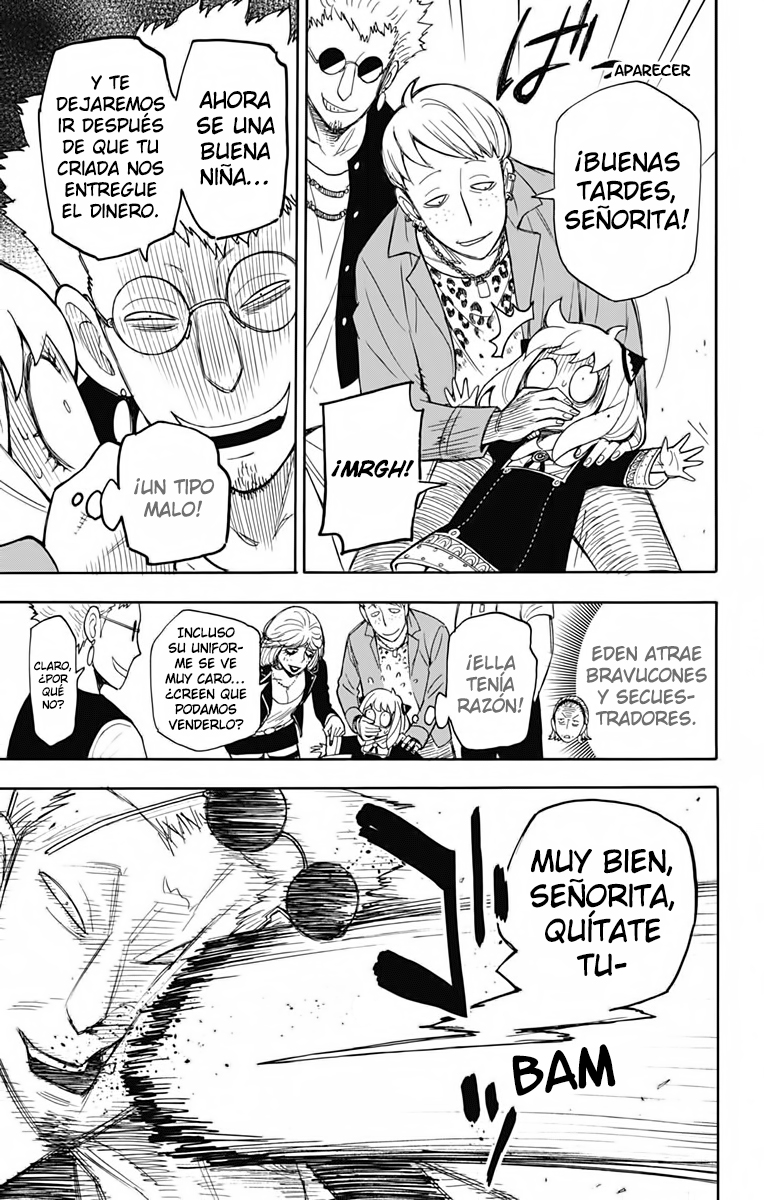 ば
APARECER
¡BUENAS
TARDES,
SEÑORITA!
¡MRGH!
AHORA
SE UNA
BUENA
NIÑA...
Y TE
DEJAREMOS
IR DESPUÉS
DE QUE TU
CRIADA NOS
ENTREGUE
EL DINERO.
¡UN TIPO
MALO!
EDEN ATRAE
BRAVUCONES
Y SECUES-
TRADORES.
¡ELLA
TENÍA
RAZÓN!
INCLUSO
SU UNIFOR-
ME SE VE
MUY CARO...
¿CREEN QUE
PODAMOS
VENDERLO?
CLARO,
¿POR
QUÉ
NO?
MUY BIEN,
SEÑORITA,
QUÍTATE
TU-
BAM